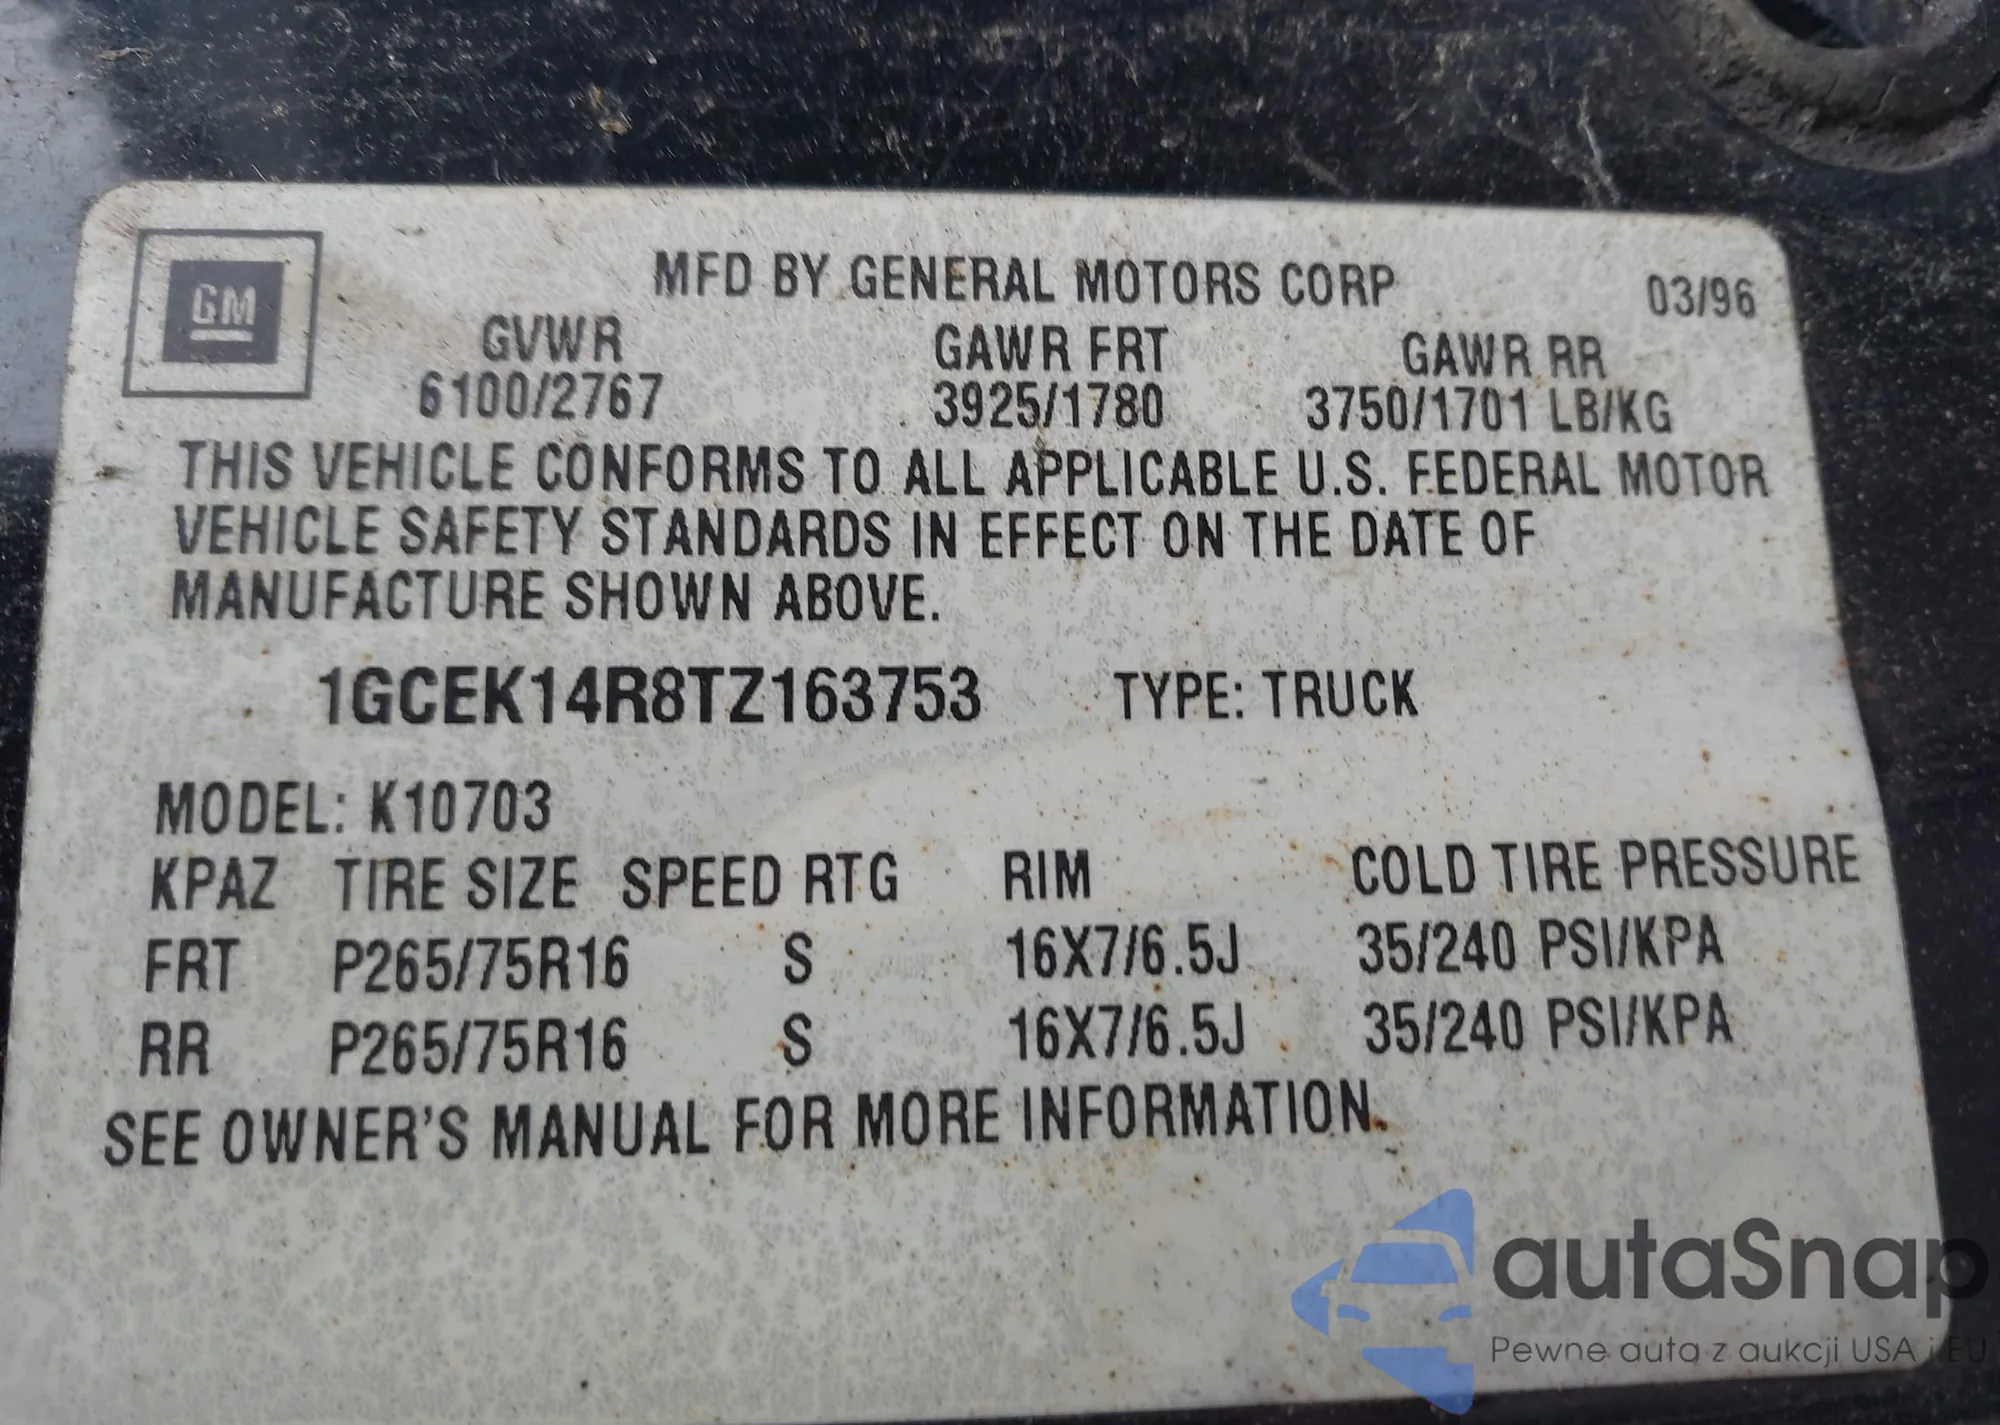 GM
MFD BY GENERAL MOTORS CORP 03/96
GVWR GAWR FRT GAWR RR
6100/2767 3925/1780 3750/1701 LB/KG
THIS VEHICLE CONFORMS TO ALL APPLICABLE U.S. FEDERAL MOTOR
VEHICLE SAFETY STANDARDS IN EFFECT ON THE DATE OF
MANUFACTURE SHOWN ABOVE.
1GCEK14R8TZ163753 TYPE: TRUCK
MODEL: K10703
KPAZ TIRE SIZE SPEED RTG RIM COLD TIRE PRESSURE
FRT P265/75R16 S 16X7/6.5J 35/240 PSI/KPA
RR P265/75R16 S 16X7/6.5J 35/240 PSI/KPA
SEE OWNER'S MANUAL FOR MORE INFORMATION.
autaSnap
Pewne auta z aukcji USA i EU